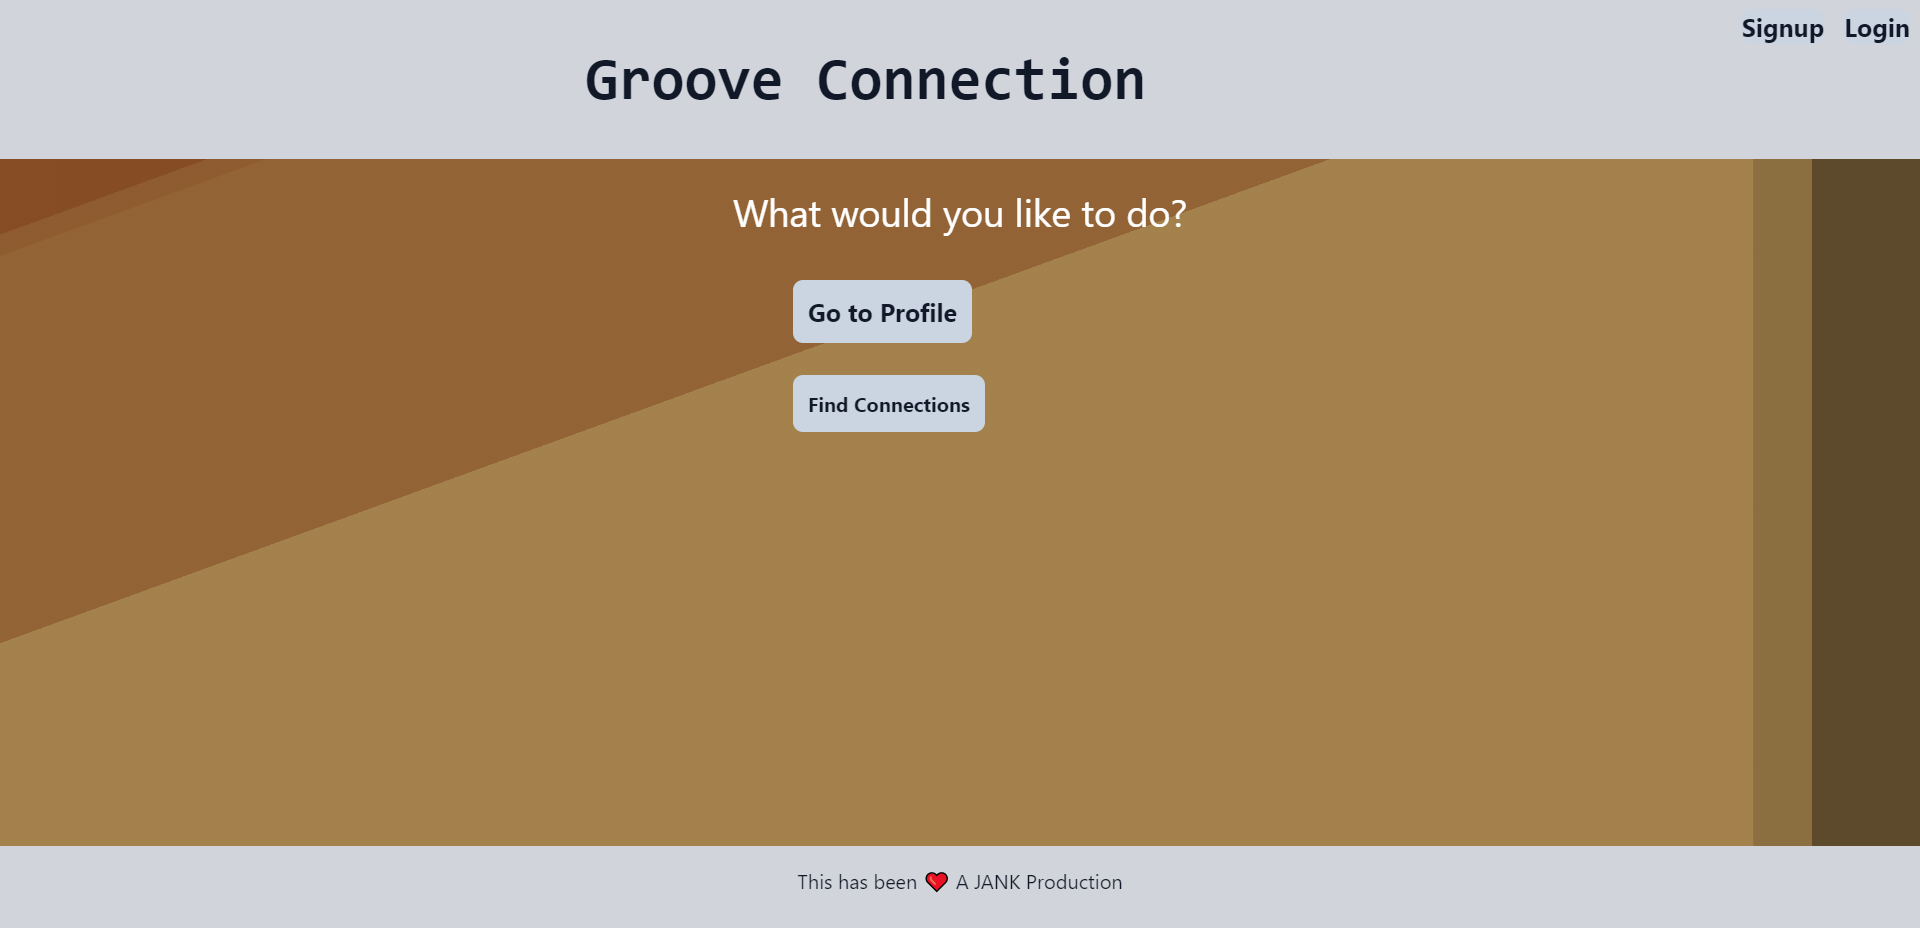 Signup Login
Groove Connection
What would you like to do?
Go to Profile
Find Connections
This has been ❤️ A JANK Production